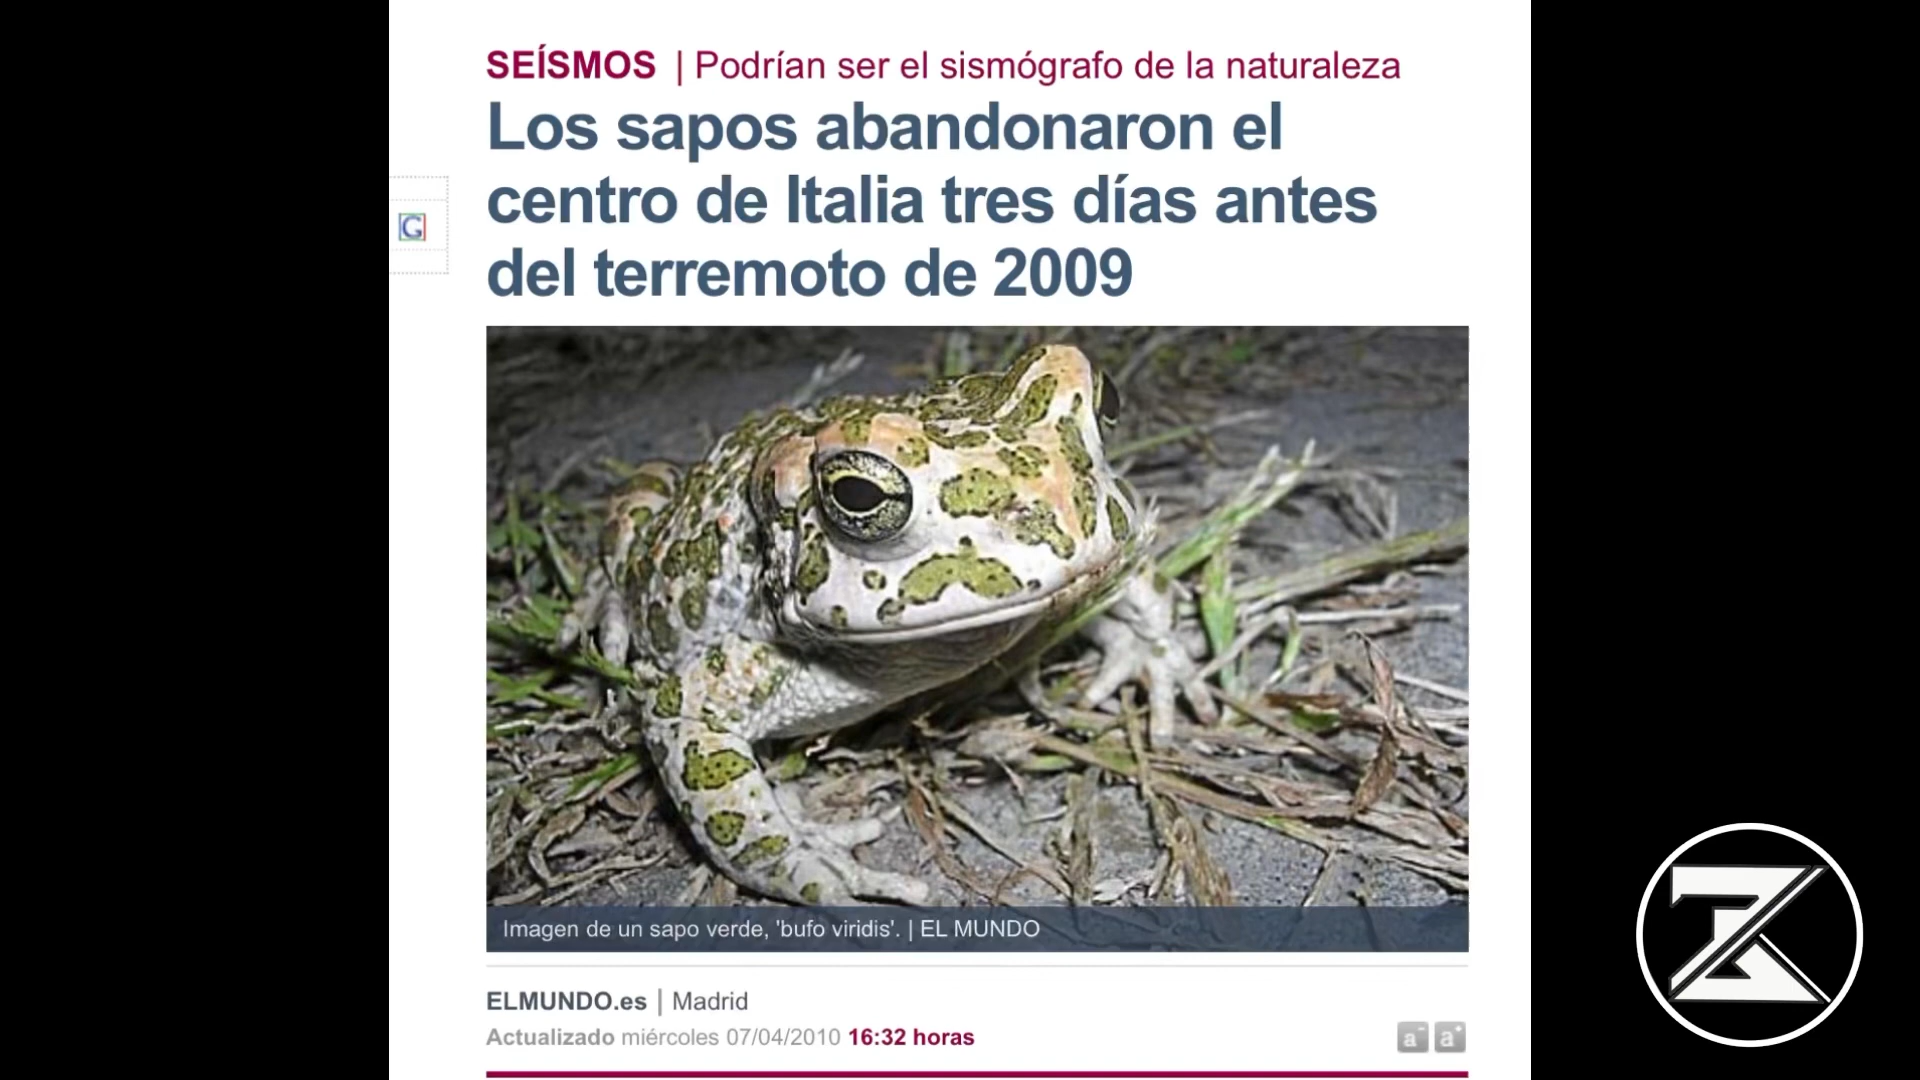 SEÍSMOS | Podrían ser el sismógrafo de la naturaleza
Los sapos abandonaron el
centro de Italia tres días antes
del terremoto de 2009
G
Imagen de un sapo verde, 'bufo viridis'. | EL MUNDO
ELMUNDO.es | Madrid
Actualizado miércoles 07/04/2010 16:32 horas
a- a+